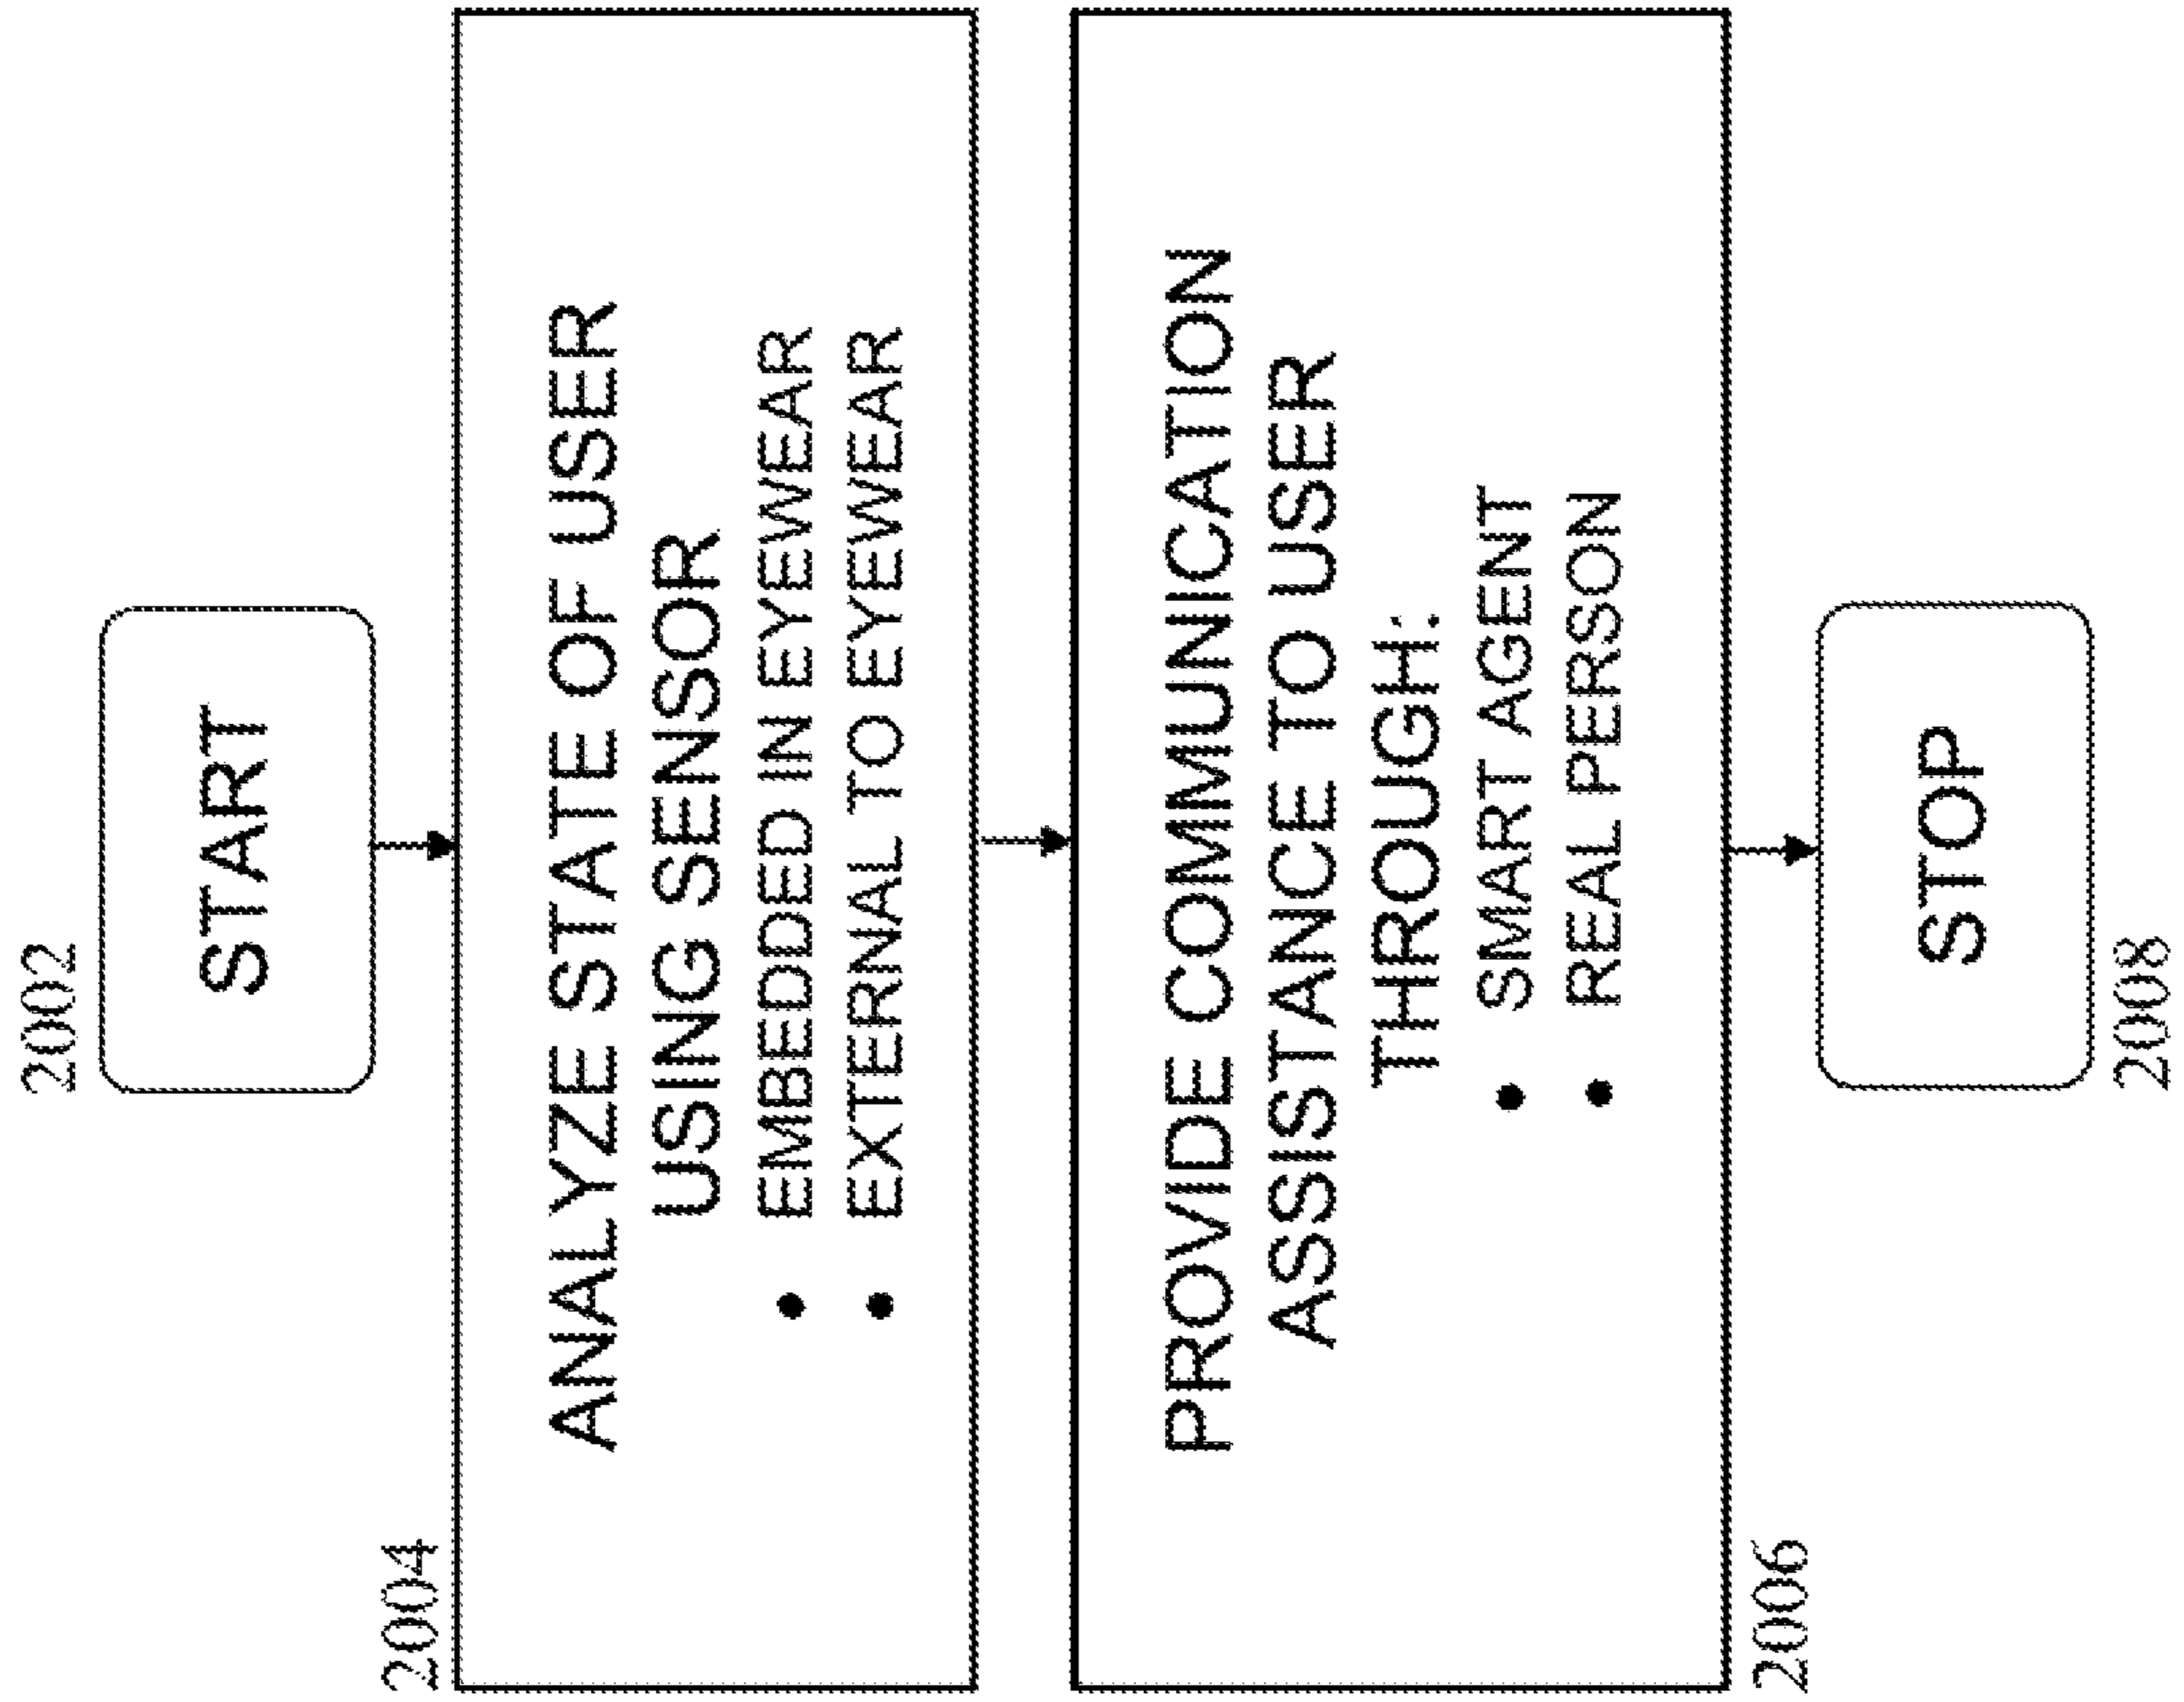 2002
START
2004
ANALYZE STATE OF USER
USING SENSOR
• EMBEDDED IN EYEWEAR
• EXTERNAL TO EYEWEAR
PROVIDE COMMUNICATION
ASSISTANCE TO USER
THROUGH:
• SMART AGENT
• REAL PERSON
2006
STOP
2008